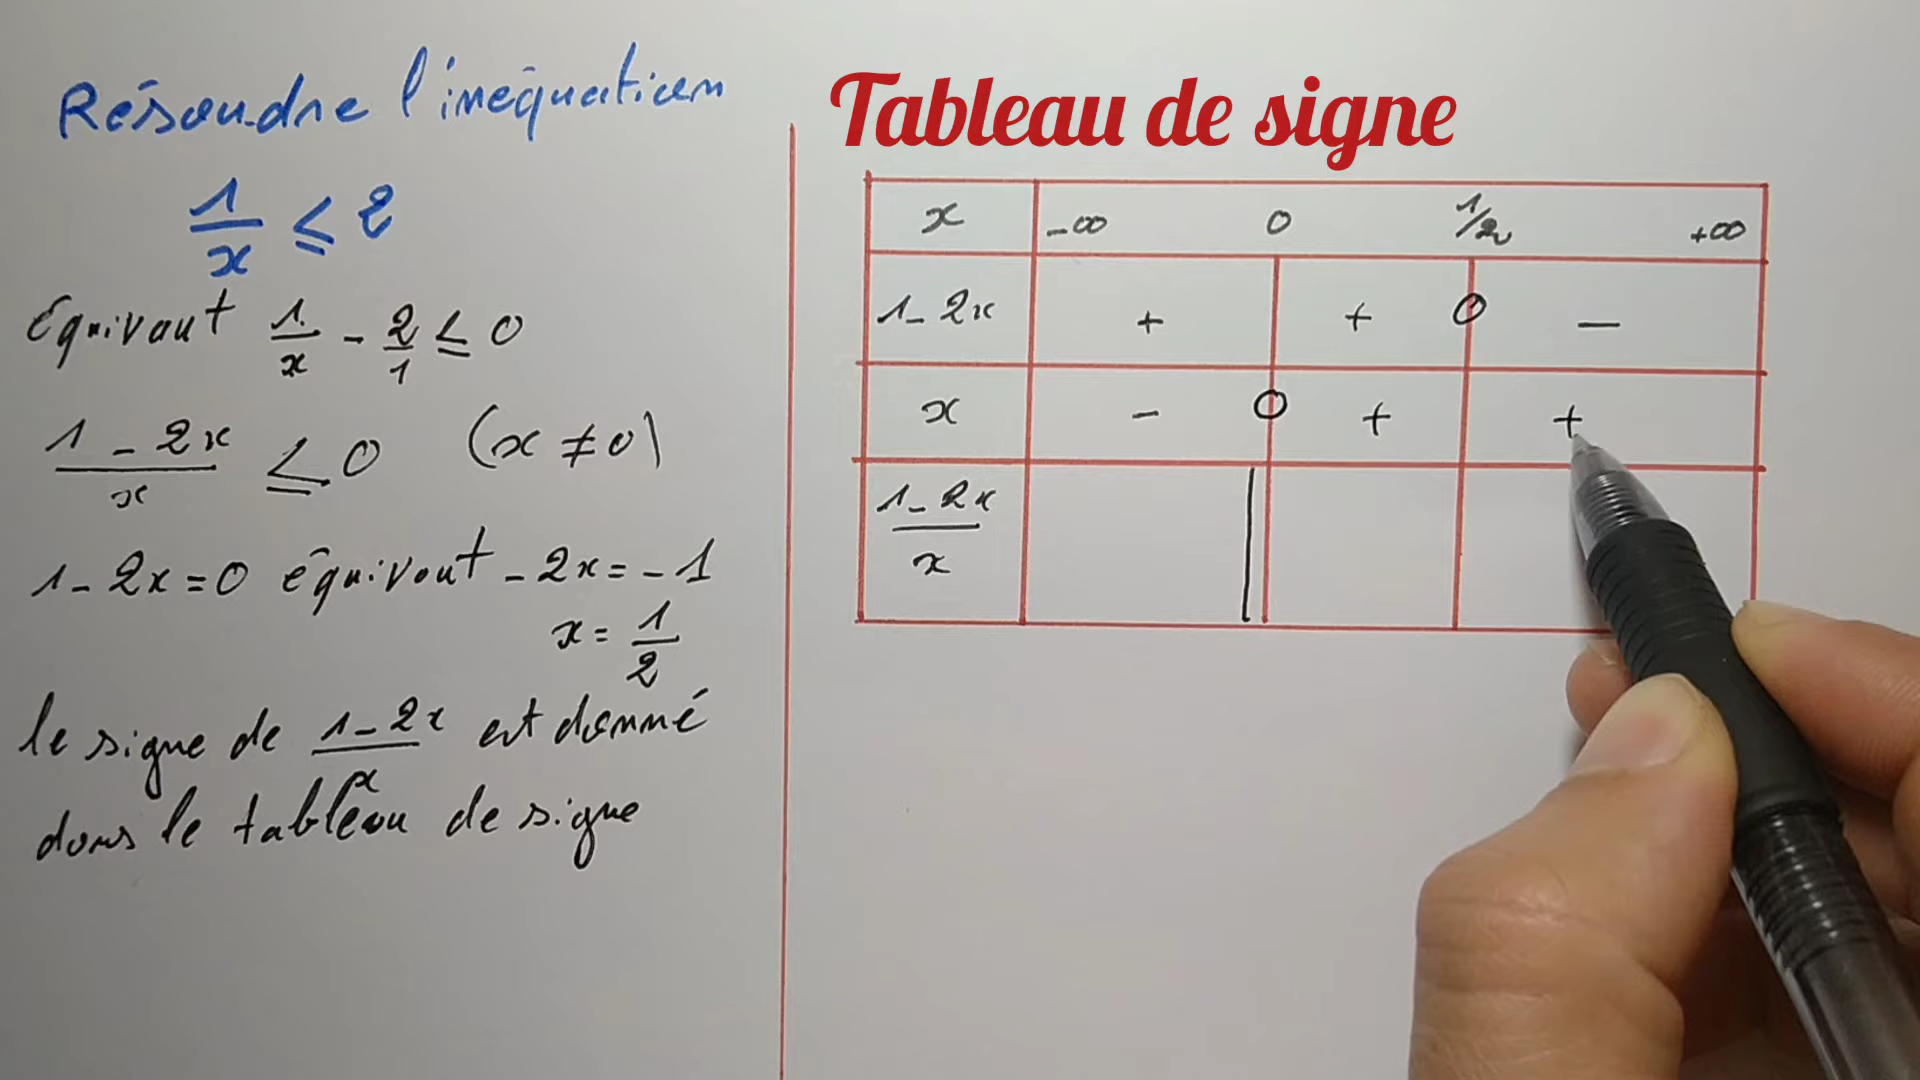 Résoudre l'inéquation
1/x ≤ 2
équivaut 1/x - 2/1 ≤ 0
1 - 2x / x ≤ 0 (x ≠ 0)
1 - 2x = 0 équivaut - 2x = - 1
x = 1/2
le signe de 1 - 2x / x est donné
dans le tableau de signe
Tableau de signe
x -∞ 0 1/2 +∞
1 - 2x + + 0 -
x - 0 + +
1 - 2x / x ||